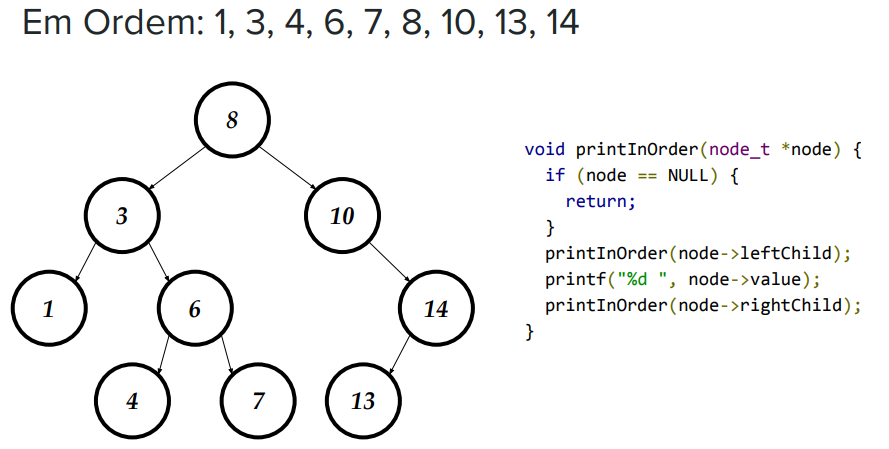 Em Ordem: 1, 3, 4, 6, 7, 8, 10, 13, 14
8
3
10
1
6
14
4
7
13
void printInOrder(node_t *node) {
if (node == NULL) {
return;
}
printInOrder(node->leftChild);
printf("%d ", node->value);
printInOrder(node->rightChild);
}